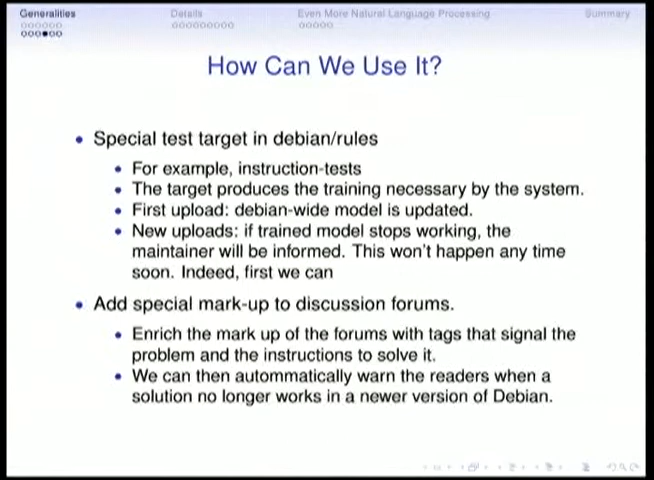 Generalities Details Even More Natural Language Processing Summary
How Can We Use It?
• Special test target in debian/rules
• For example, instruction-tests
• The target produces the training necessary by the system.
• First upload: debian-wide model is updated.
• New uploads: if trained model stops working, the
maintainer will be informed. This won't happen any time
soon. Indeed, first we can
• Add special mark-up to discussion forums.
• Enrich the mark up of the forums with tags that signal the
problem and the instructions to solve it.
• We can then autommatically warn the readers when a
solution no longer works in a newer version of Debian.